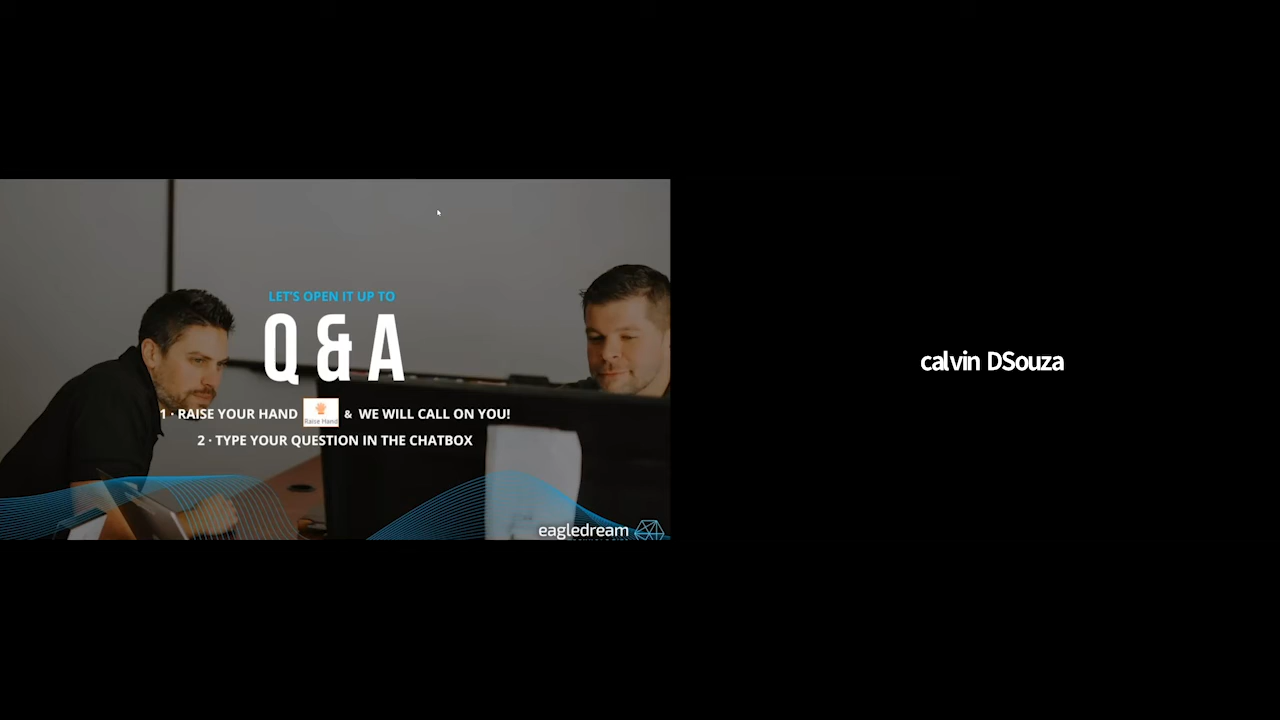 LET'S OPEN IT UP TO
Q & A
1 · RAISE YOUR HAND Raise Hand & WE WILL CALL ON YOU!
2 · TYPE YOUR QUESTION IN THE CHATBOX
eagledream
calvin DSouza